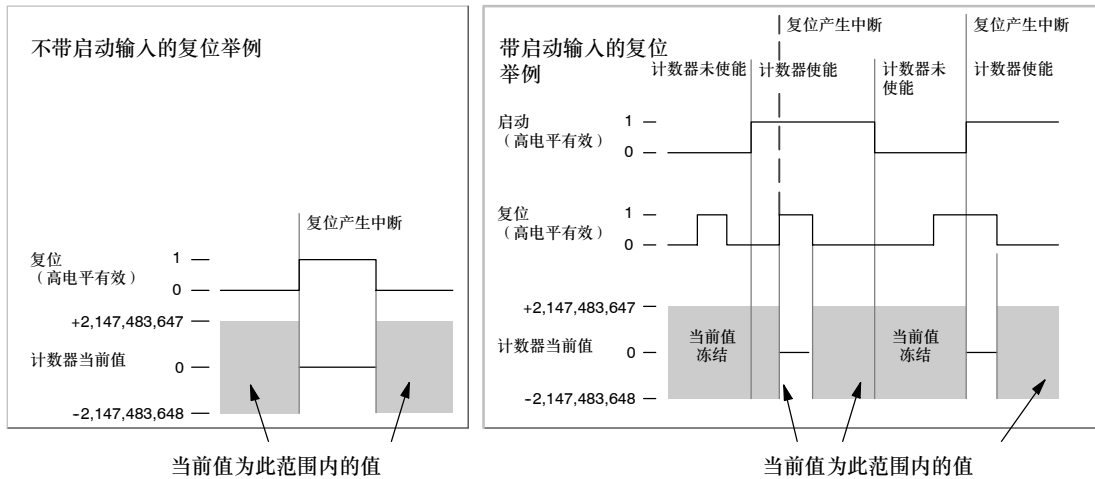 不带启动输入的复位举例
复位产生中断
复位
（高电平有效）
1
0
+2,147,483,647
计数器当前值
0
-2,147,483,648
当前值为此范围内的值
带启动输入的复位
举例
复位产生中断
复位产生中断
计数器未使能
计数器使能
计数器未
使能
计数器使能
启动
（高电平有效）
1
0
复位
（高电平有效）
1
0
+2,147,483,647
当前值
冻结
当前值
冻结
计数器当前值
0
-2,147,483,648
当前值为此范围内的值